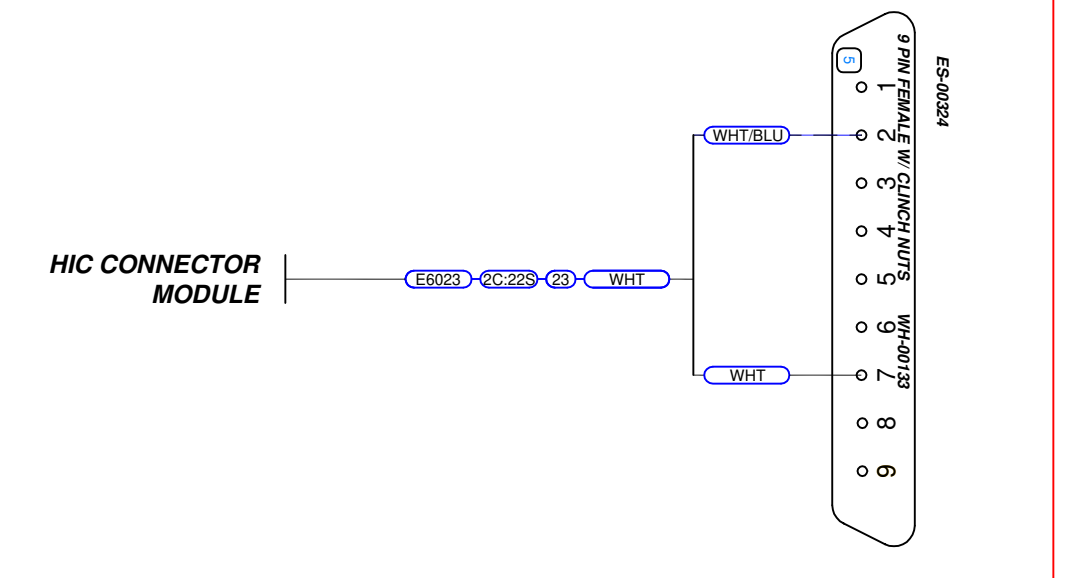 HIC CONNECTOR
MODULE
E6023
2C:22S
23
WHT
WHT/BLU
WHT
5
1
2
3
4
5
6
7
8
9
9 PIN FEMALE W/ CLINCH NUTS
WH-00133
ES-00324